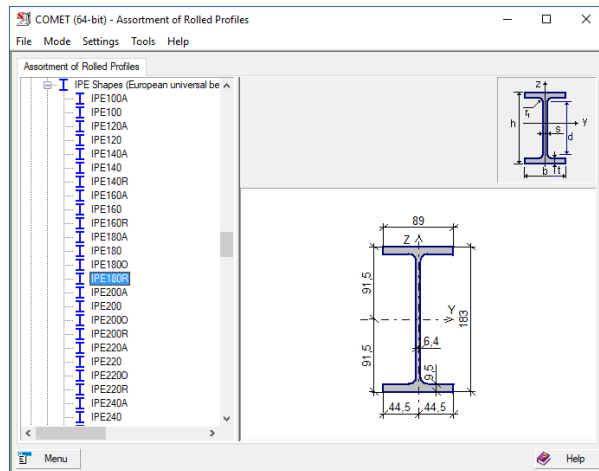 COMET (64-bit) - Assortment of Rolled Profiles
File Mode Settings Tools Help
Assortment of Rolled Profiles
IPE Shapes (European universal be
IPE100A
IPE100
IPE120A
IPE120
IPE140A
IPE140
IPE140R
IPE160A
IPE160
IPE160R
IPE180A
IPE180
IPE180O
IPE180R
IPE200A
IPE200
IPE200O
IPE200R
IPE220A
IPE220
IPE220O
IPE220R
IPE240A
IPE240
z
r1
h
s
y
d
b
t
89
Z
91,5
Y
183
6,4
91,5
9,5
44,5
44,5
Menu
Help